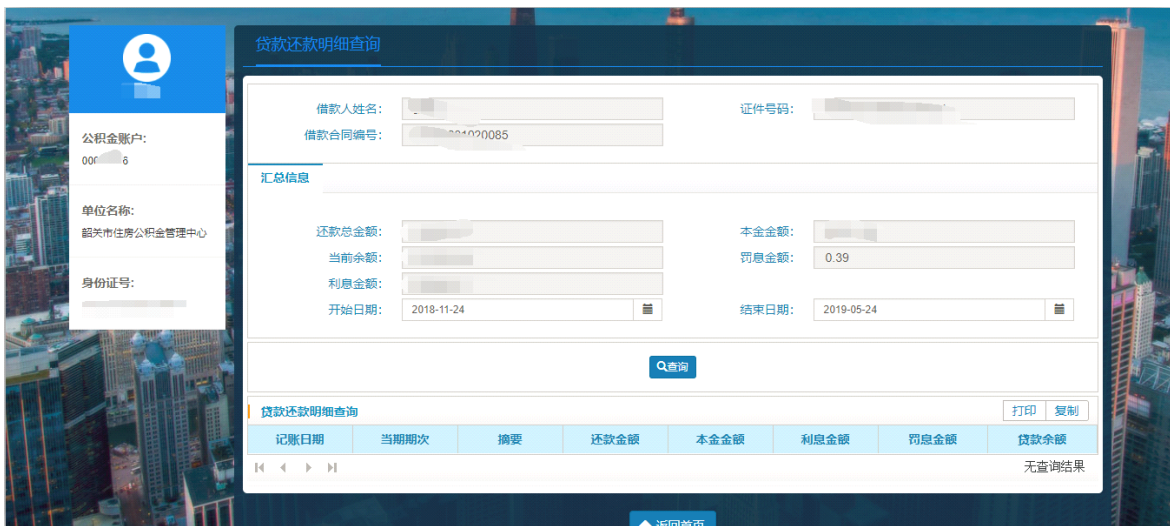 贷款还款明细查询
公积金账户:
单位名称:
韶关市住房公积金管理中心
身份证号:
借款人姓名:
证件号码:
借款合同编号:
汇总信息
还款总金额:
本金金额:
当前余额:
罚息金额: 0.39
利息金额:
开始日期: 2018-11-24
结束日期: 2019-05-24
查询
贷款还款明细查询
打印 复制
记账日期 当期期次 摘要 还款金额 本金金额 利息金额 罚息金额 贷款余额
无查询结果
返回首页